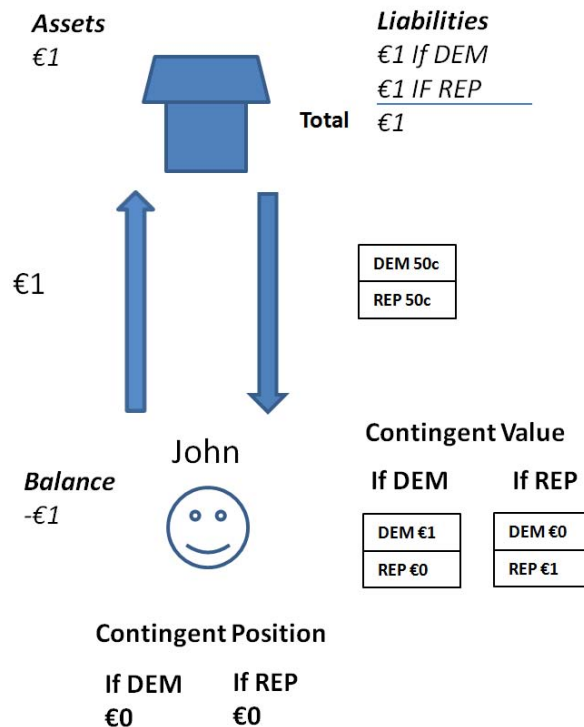 Assets
€1
Liabilities
€1 If DEM
€1 IF REP
Total
€1
€1
DEM 50c
REP 50c
John
Balance
-€1
Contingent Value
If DEM
If REP
DEM €1
REP €0
DEM €0
REP €1
Contingent Position
If DEM
€0
If REP
€0